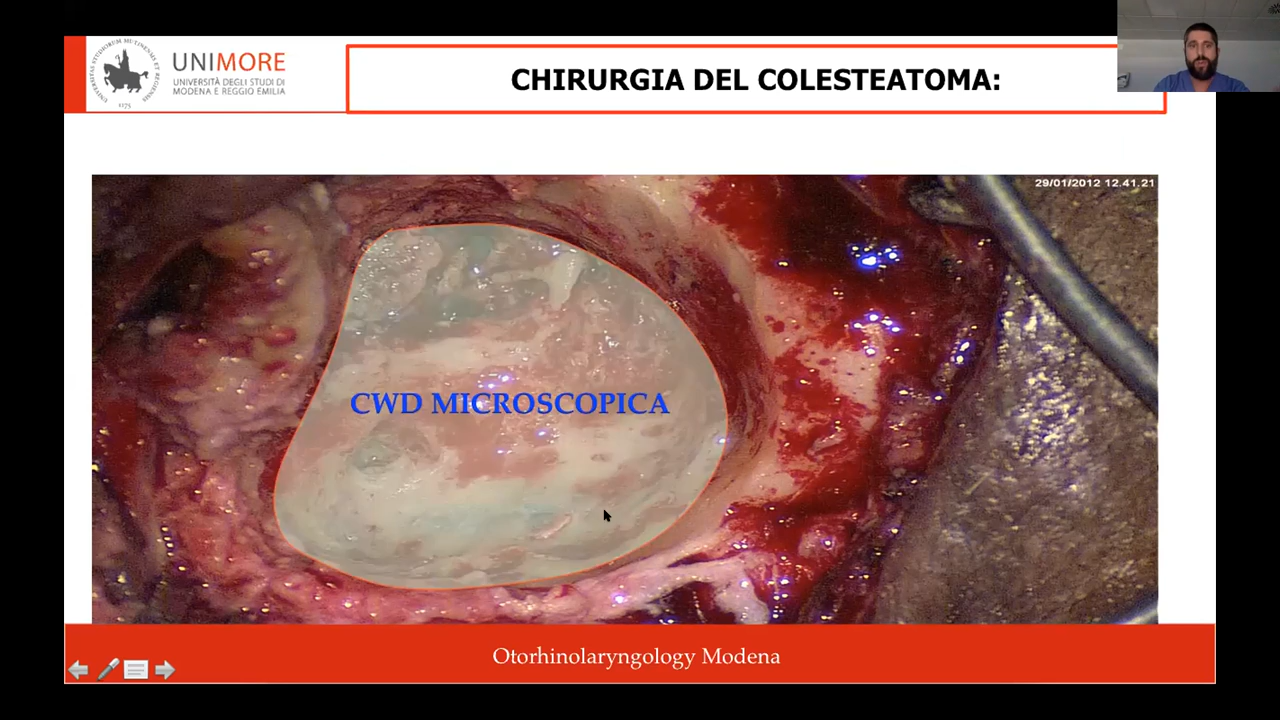 UNIMORE
UNIVERSITÀ DEGLI STUDI DI
MODENA E REGGIO EMILIA
1175
CHIRURGIA DEL COLESTEATOMA:
29/01/2012 12.41.21
CWD MICROSCOPICA
Otorhinolaryngology Modena